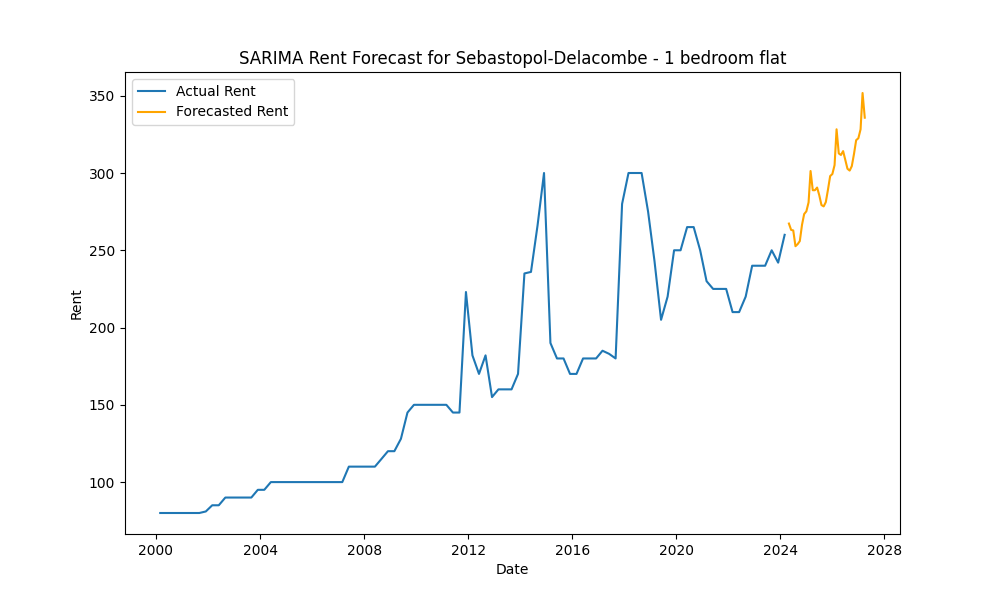 SARIMA Rent Forecast for Sebastopol-Delacombe - 1 bedroom flat
Actual Rent
Forecasted Rent
350
300
250
200
150
100
Rent
2000 2004 2008 2012 2016 2020 2024 2028
Date